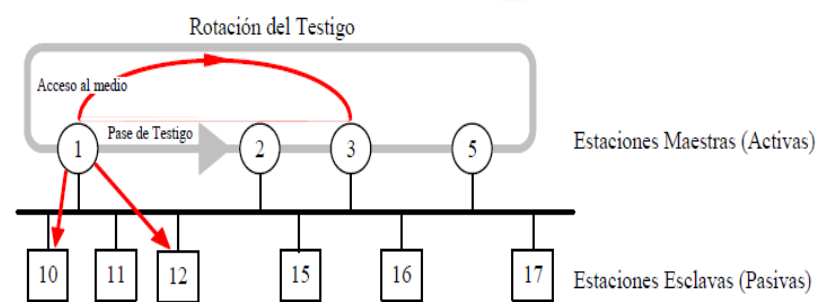 Rotación del Testigo
Acceso al medio
Pase de Testigo
1
2
3
5
Estaciones Maestras (Activas)
10
11
12
15
16
17
Estaciones Esclavas (Pasivas)